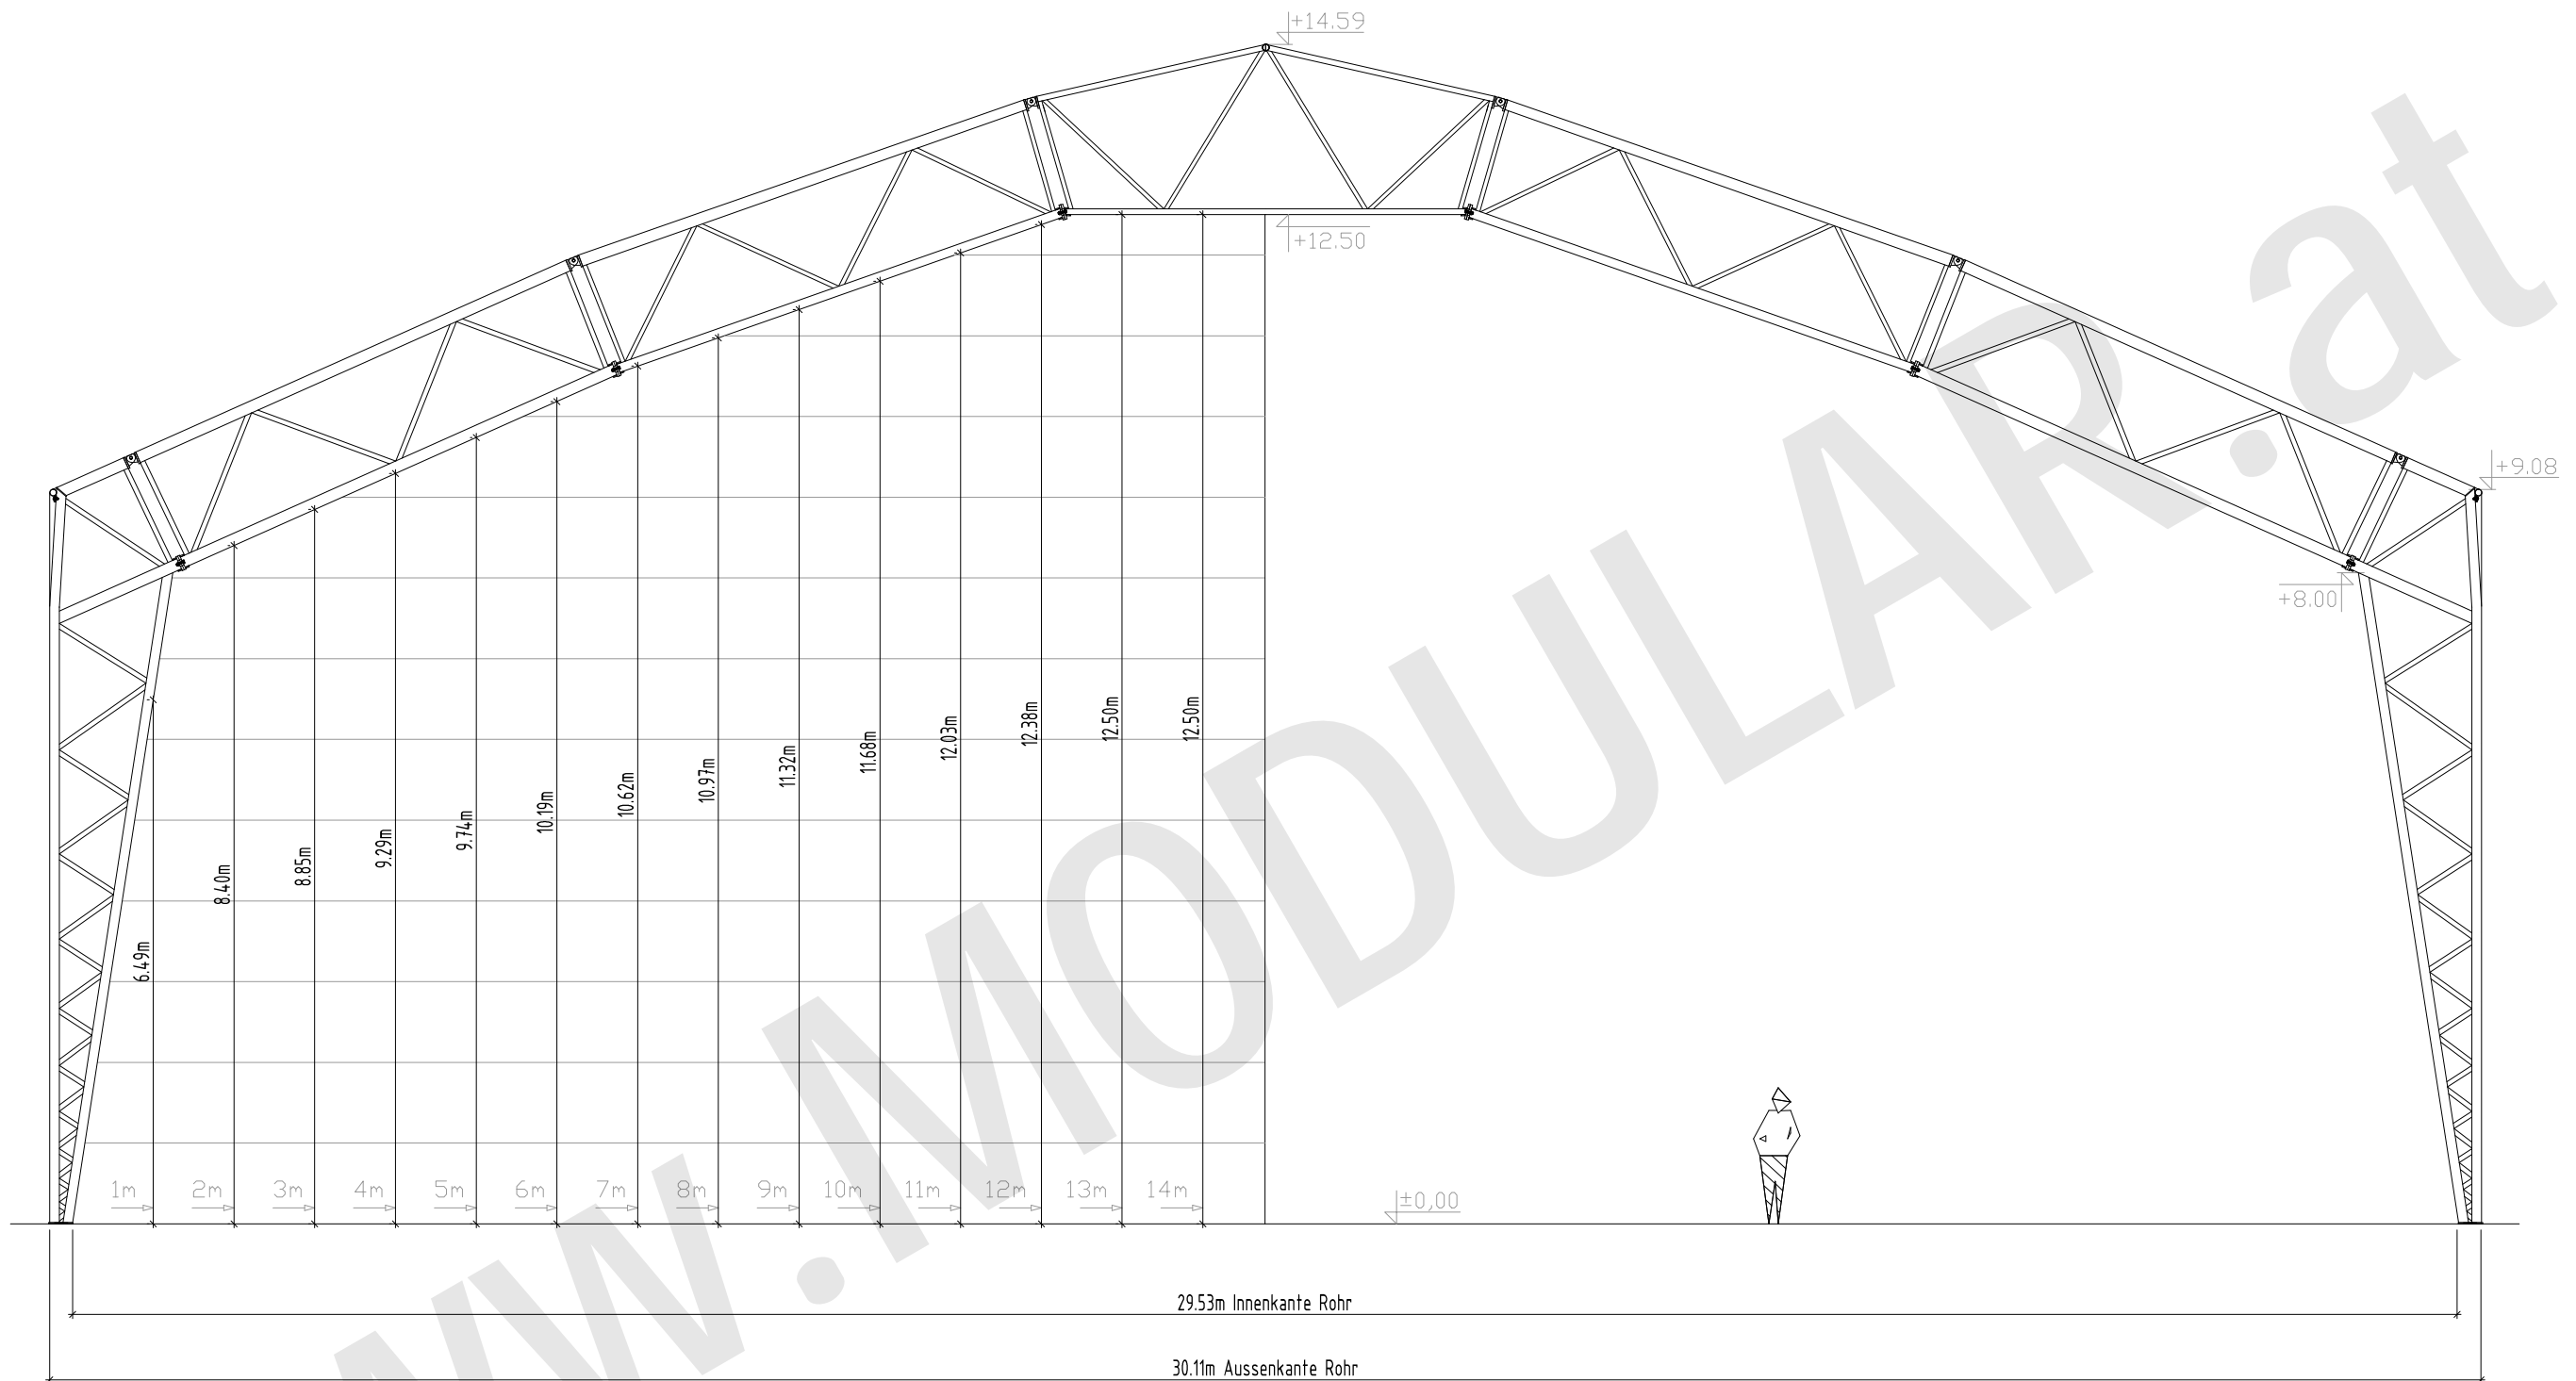 +14.59
+12.50
+9.08
+8.00
12.50m
12.50m
12.38m
12.03m
11.68m
11.32m
10.97m
10.62m
10.19m
9.74m
9.29m
8.85m
8.40m
6.49m
1m 2m 3m 4m 5m 6m 7m 8m 9m 10m 11m 12m 13m 14m
±0,00
29.53m Innenkante Rohr
30.11m Aussenkante Rohr
w.MODULAR.at